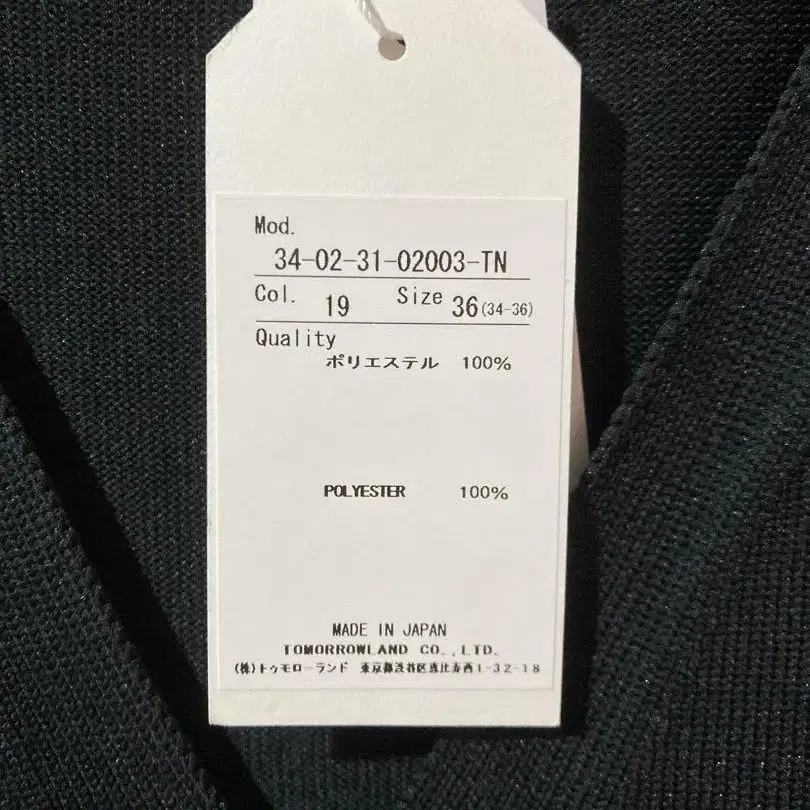 Mod.
34-02-31-02003-TN
Col. 19 Size 36(34-36)
Quality
ポリエステル 100%
POLYESTER 100%
MADE IN JAPAN
TOMORROWLAND CO.,LTD.
(株)トゥモローランド 東京都渋谷区恵比寿西1-32-18